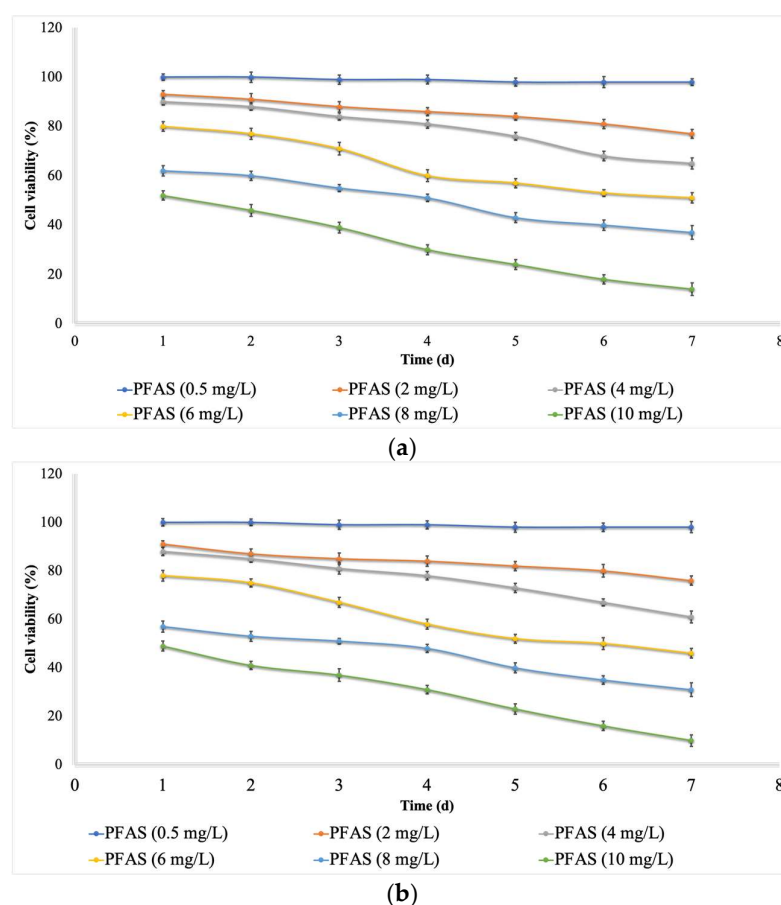 120
100
80
60
40
20
0
Cell viability (%)
0 1 2 3 4 5 6 7 8
Time (d)
PFAS (0.5 mg/L) PFAS (2 mg/L) PFAS (4 mg/L)
PFAS (6 mg/L) PFAS (8 mg/L) PFAS (10 mg/L)
(a)
120
100
80
60
40
20
0
Cell viability (%)
0 1 2 3 4 5 6 7 8
Time (d)
PFAS (0.5 mg/L) PFAS (2 mg/L) PFAS (4 mg/L)
PFAS (6 mg/L) PFAS (8 mg/L) PFAS (10 mg/L)
(b)